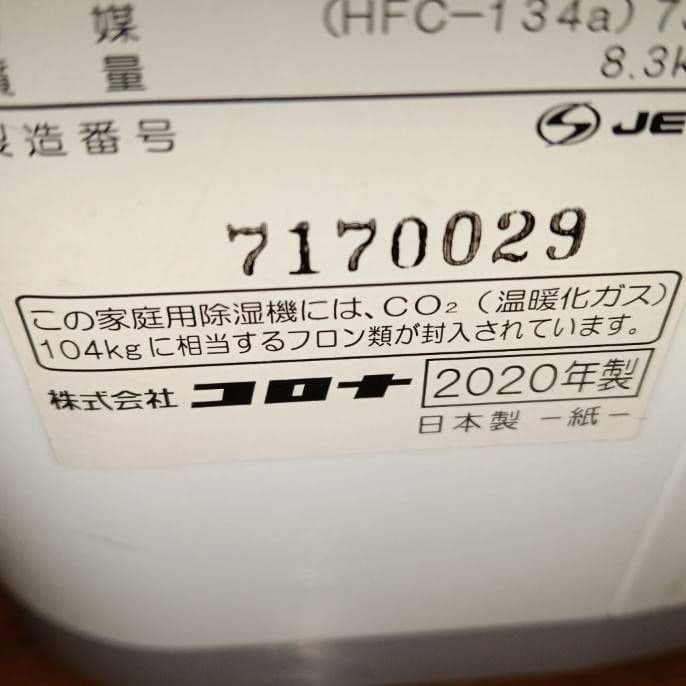 媒 (HFC-134a) 7
量 8.3k
製造番号 JE
7170029
この家庭用除湿機には、CO₂（温暖化ガス）
104kgに相当するフロン類が封入されています。
株式会社 コロナ 2020年製
日本製 －紙－